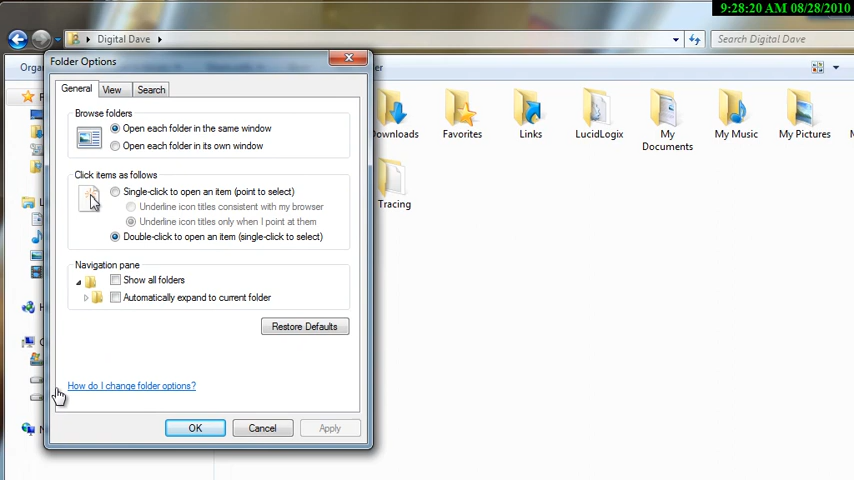 9:28:20 AM 08/28/2010
Digital Dave
Search Digital Dave
Folder Options
General
View
Search
Browse folders
Open each folder in the same window
Open each folder in its own window
Click items as follows
Single-click to open an item (point to select)
Underline icon titles consistent with my browser
Underline icon titles only when I point at them
Double-click to open an item (single-click to select)
Navigation pane
Show all folders
Automatically expand to current folder
Restore Defaults
How do I change folder options?
OK
Cancel
Apply
Downloads
Favorites
Links
LucidLogix
My Documents
My Music
My Pictures
Tracing